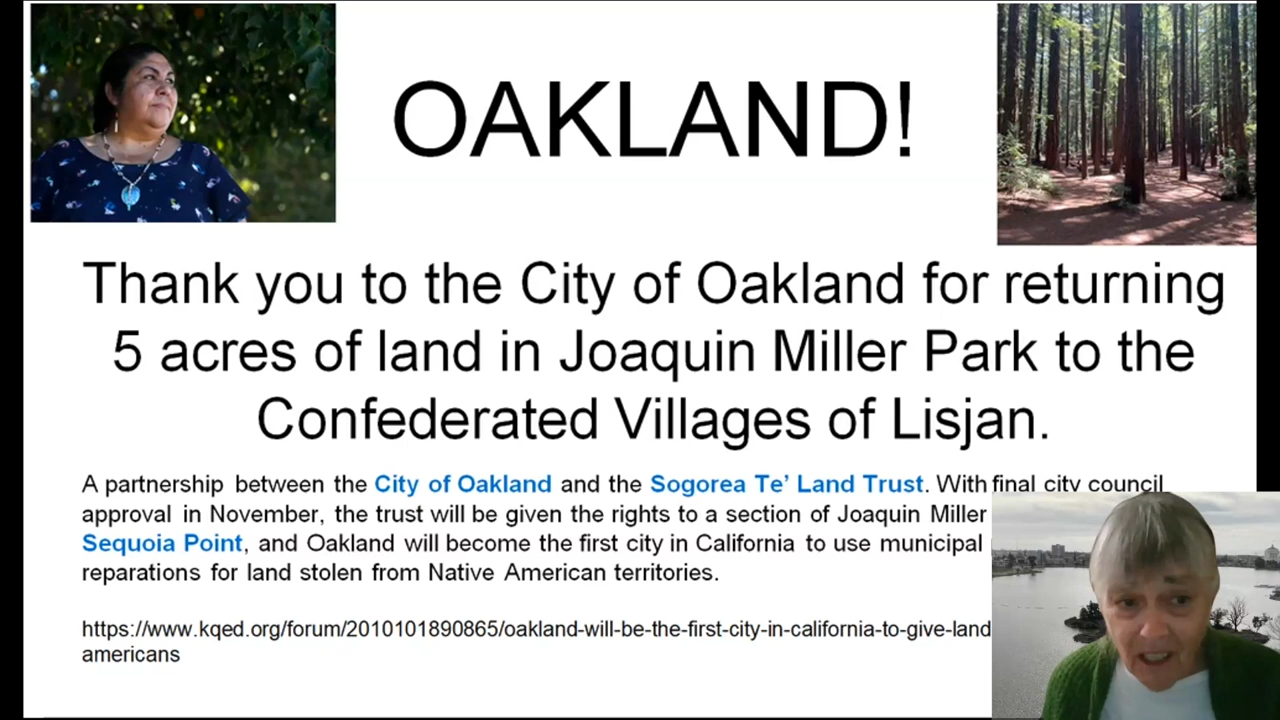 OAKLAND!
Thank you to the City of Oakland for returning
5 acres of land in Joaquin Miller Park to the
Confederated Villages of Lisjan.
A partnership between the City of Oakland and the Sogorea Te’ Land Trust. With final city council
approval in November, the trust will be given the rights to a section of Joaquin Miller
Sequoia Point, and Oakland will become the first city in California to use municipal
reparations for land stolen from Native American territories.
https://www.kqed.org/forum/2010101890865/oakland-will-be-the-first-city-in-california-to-give-land
americans